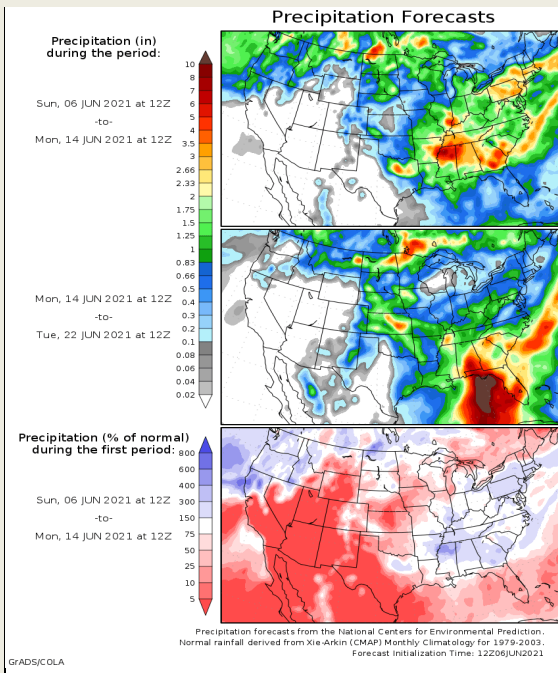 Precipitation Forecasts
Precipitation (in)
during the period:
Sun, 06 JUN 2021 at 12Z
-to-
Mon, 14 JUN 2021 at 12Z
10
8
7
6
5
4
3.5
3
2.66
2.33
2
1.75
1.5
1.25
1
0.83
0.66
0.5
0.4
0.3
0.2
0.1
0.08
0.06
0.04
0.02
Mon, 14 JUN 2021 at 12Z
-to-
Tue, 22 JUN 2021 at 12Z
Precipitation (% of normal)
during the first period:
Sun, 06 JUN 2021 at 12Z
-to-
Mon, 14 JUN 2021 at 12Z
800
600
400
300
150
75
50
25
10
5
Precipitation forecasts from the National Centers for Environmental Prediction.
Normal rainfall derived from Xie-Arkin (CMAP) Monthly Climatology for 1979-2003.
Forecast Initialization Time: 12Z06JUN2021
GrADS/COLA